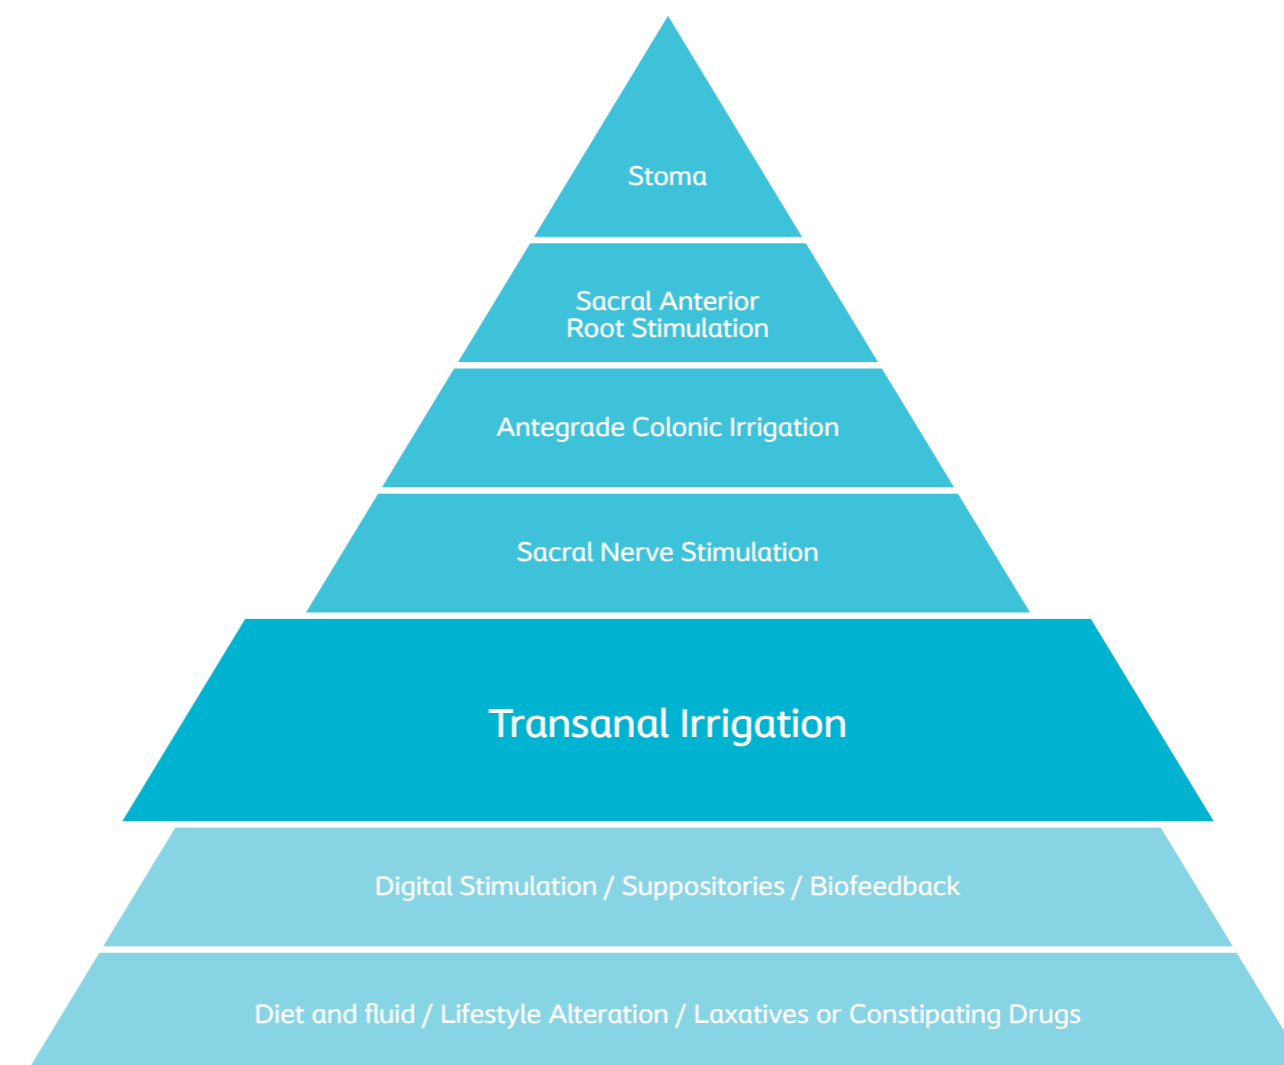 Stoma
Sacral Anterior
Root Stimulation
Antegrade Colonic Irrigation
Sacral Nerve Stimulation
Transanal Irrigation
Digital Stimulation / Suppositories / Biofeedback
Diet and fluid / Lifestyle Alteration / Laxatives or Constipating Drugs